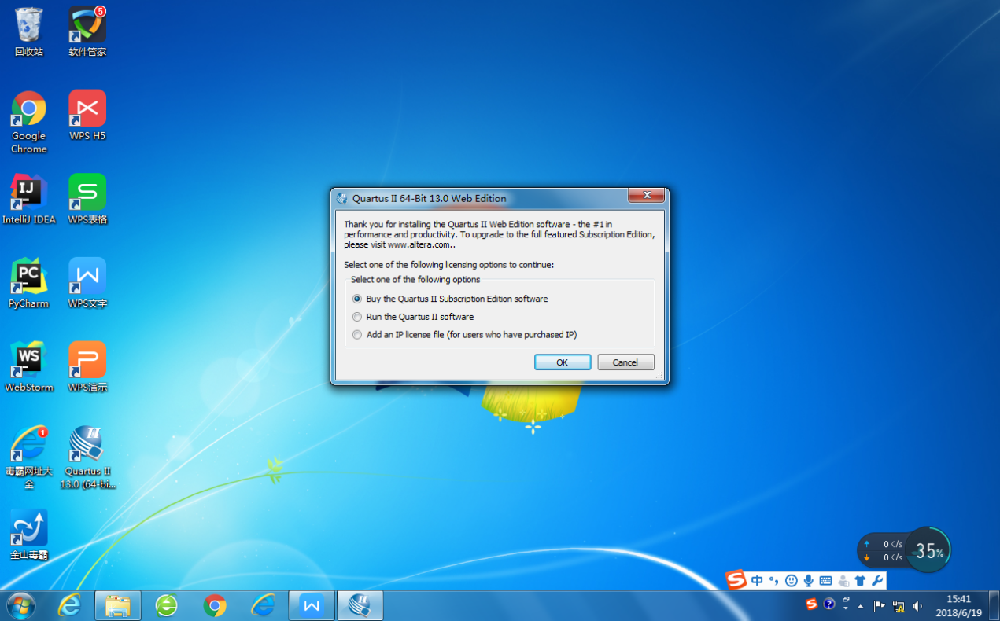 回收站
5
软件管家
Google
Chrome
WPS H5
IJ
IntelliJ IDEA
S
WPS表格
PC
PyCharm
W
WPS文字
WS
WebStorm
P
WPS演示
1
毒霸网址大
全
II
Quartus II
13.0 (64-bi...
金山毒霸
Quartus II 64-Bit 13.0 Web Edition
Thank you for installing the Quartus II Web Edition software - the #1 in
performance and productivity. To upgrade to the full featured Subscription Edition,
please visit www.altera.com..
Select one of the following licensing options to continue:
Select one of the following options
Buy the Quartus II Subscription Edition software
Run the Quartus II software
Add an IP license file (for users who have purchased IP)
OK
Cancel
0K/s
0K/s
35%
S 中 °,
W
S
?
15:41
2018/6/19